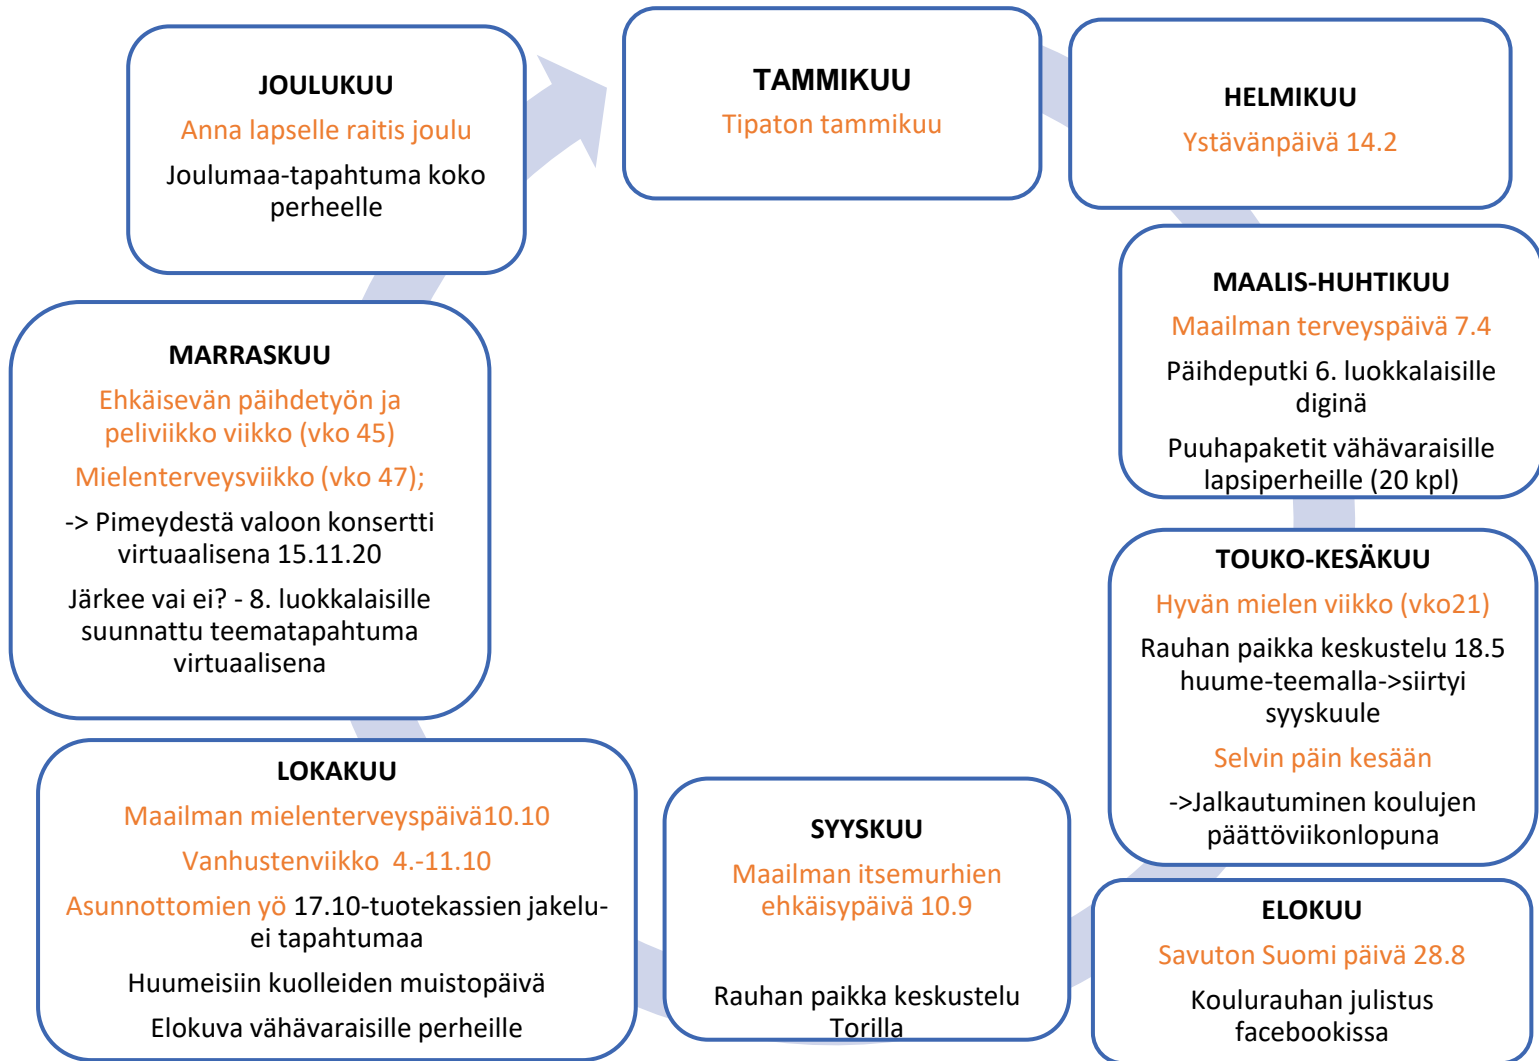 TAMMIKUU
Tipaton tammikuu
HELMIKUU
Ystävänpäivä 14.2
MAALIS-HUHTIKUU
Maailman terveyspäivä 7.4
Päihdeputki 6. luokkalaisille
diginä
Puuhapaketit vähävaraisille
lapsiperheille (20 kpl)
TOUKO-KESÄKUU
Hyvän mielen viikko (vko21)
Rauhan paikka keskustelu 18.5
huume-teemalla->siirtyi
syyskuule
Selvin päin kesään
->Jalkautuminen koulujen
päättöviikonlopuna
ELOKUU
Savuton Suomi päivä 28.8
Koulurauhan julistus
facebookissa
SYYSKUU
Maailman itsemurhien
ehkäisypäivä 10.9
Rauhan paikka keskustelu
Torilla
LOKAKUU
Maailman mielenterveyspäivä10.10
Vanhustenviikko 4.-11.10
Asunnottomien yö 17.10-tuotekassien jakelu-
ei tapahtumaa
Huumeisiin kuolleiden muistopäivä
Elokuva vähävaraisille perheille
MARRASKUU
Ehkäisevän päihdetyön ja
peliviikko viikko (vko 45)
Mielenterveysviikko (vko 47);
-> Pimeydestä valoon konsertti
virtuaalisena 15.11.20
Järkee vai ei? - 8. luokkalaisille
suunnattu teematapahtuma
virtuaalisena
JOULUKUU
Anna lapselle raitis joulu
Joulumaa-tapahtuma koko
perheelle